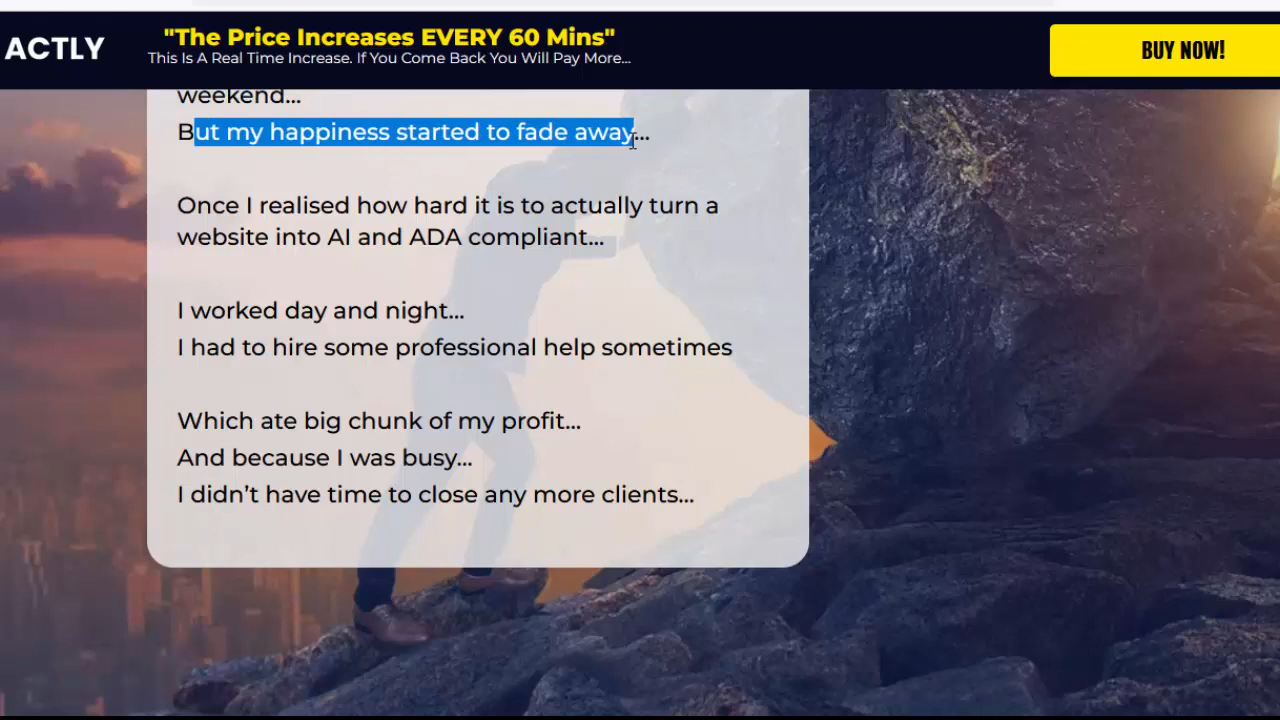 ACTLY
"The Price Increases EVERY 60 Mins"
This Is A Real Time Increase. If You Come Back You Will Pay More...
BUY NOW!
weekend...
But my happiness started to fade away...
Once I realised how hard it is to actually turn a
website into AI and ADA compliant...
I worked day and night...
I had to hire some professional help sometimes
Which ate big chunk of my profit...
And because I was busy...
I didn’t have time to close any more clients...